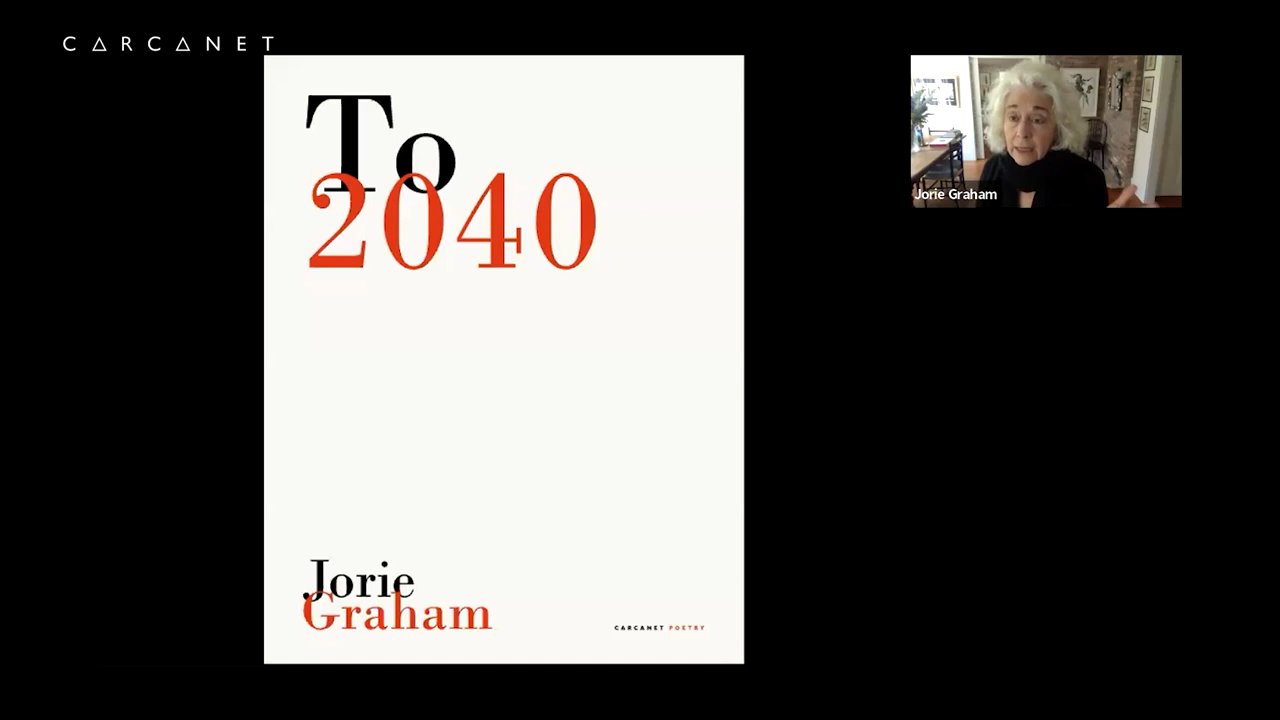 CARCANET
To
2040
Jorie
Graham
CARCANET POETRY
Jorie Graham